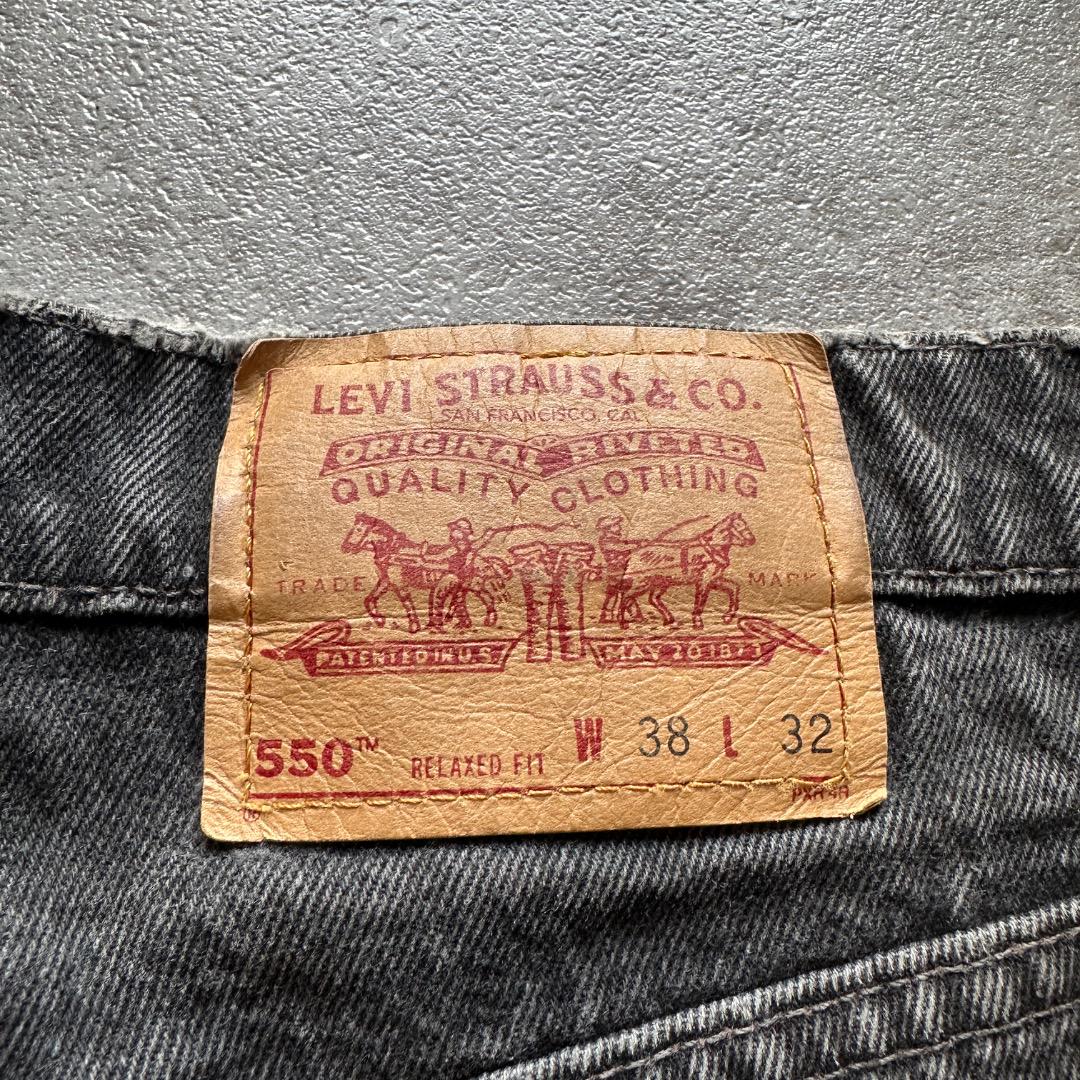 LEVI STRAUSS & CO.
SAN FRANCISCO, CAL
ORIGINAL RIVETED
QUALITY CLOTHING
TRADE MARK
PATENTED IN U.S. MAY 20 1873
550™ RELAXED FIT W 38 L 32
®